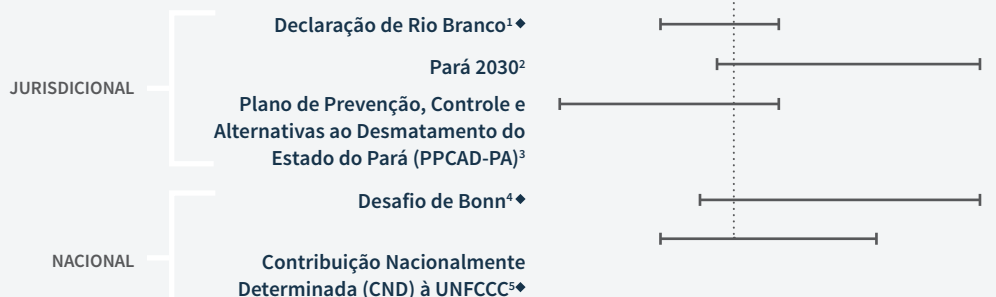 Declaração de Rio Branco¹◆
Pará 2030²
JURISDICIONAL
Plano de Prevenção, Controle e
Alternativas ao Desmatamento do
Estado do Pará (PPCAD-PA)³
Desafio de Bonn⁴◆
NACIONAL
Contribuição Nacionalmente
Determinada (CND) à UNFCCC⁵◆